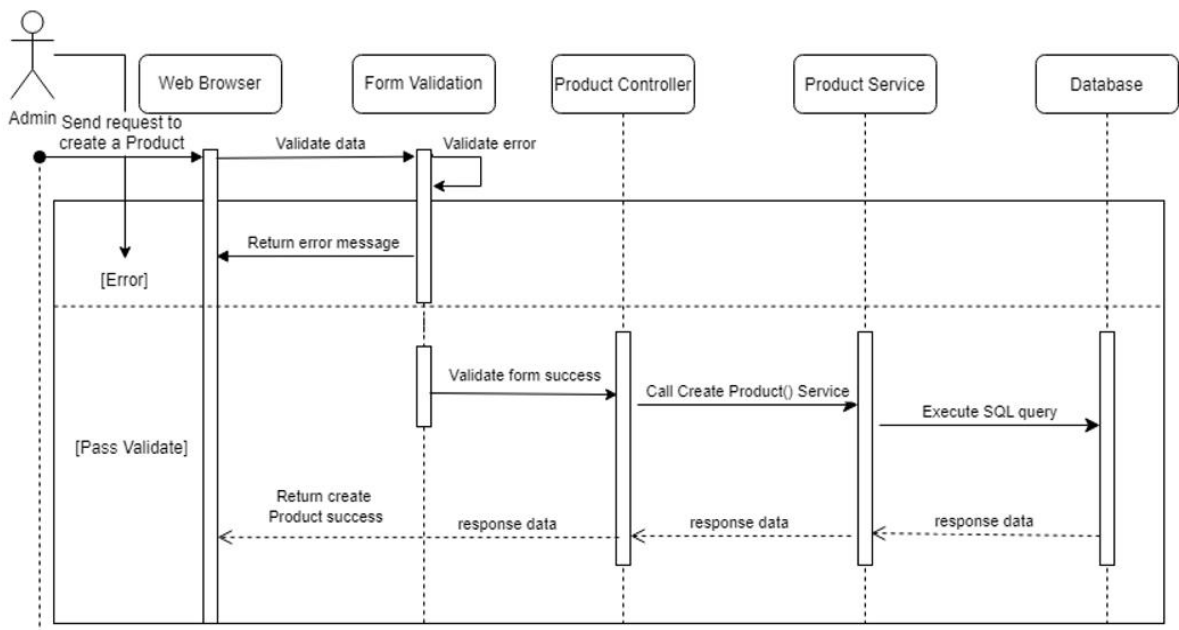 Web Browser
Form Validation
Product Controller
Product Service
Database
Admin
Send request to
create a Product
Validate data
Validate error
Return error message
[Error]
Validate form success
Call Create Product() Service
Execute SQL query
[Pass Validate]
Return create
Product success
response data
response data
response data